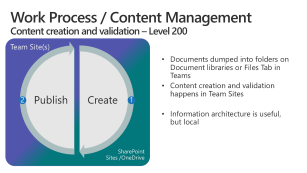 Work Process / Content Management
Content creation and validation – Level 200
Team Site(s)
2
Publish
Create
1
SharePoint
Sites /OneDrive
• Documents dumped into folders on
Document libraries or Files Tab in
Teams
• Content creation and validation
happens in Team Sites
• Information architecture is useful,
but local